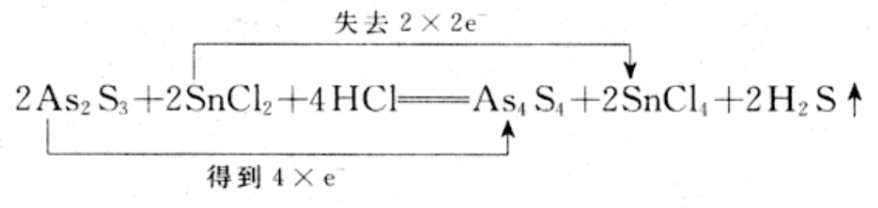 失去 2 × 2e⁻
2As₂S₃+2SnCl₂+4HCl══As₄S₄+2SnCl₄+2H₂S↑
得到 4 × e⁻